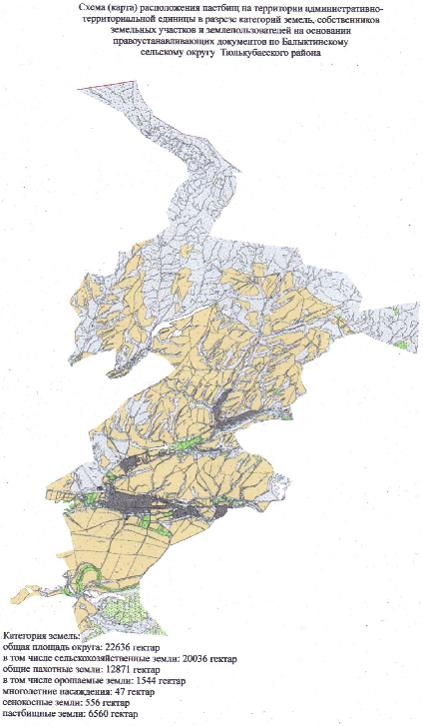 Схема (карта) расположения пастбищ на территории административно-
территориальной единицы в разрезе категорий земель, собственников
земельных участков и землепользователей на основании
правоустанавливающих документов по Балыктинскому
сельскому округу Тюлькубасского района
Категория земель:
общая площадь округа: 22636 гектар
в том числе сельскохозяйственные земли: 20036 гектар
общие пахотные земли: 12871 гектар
в том числе орошаемые земли: 1544 гектар
многолетние насаждения: 47 гектар
сенокосные земли: 556 гектар
пастбищные земли: 6560 гектар